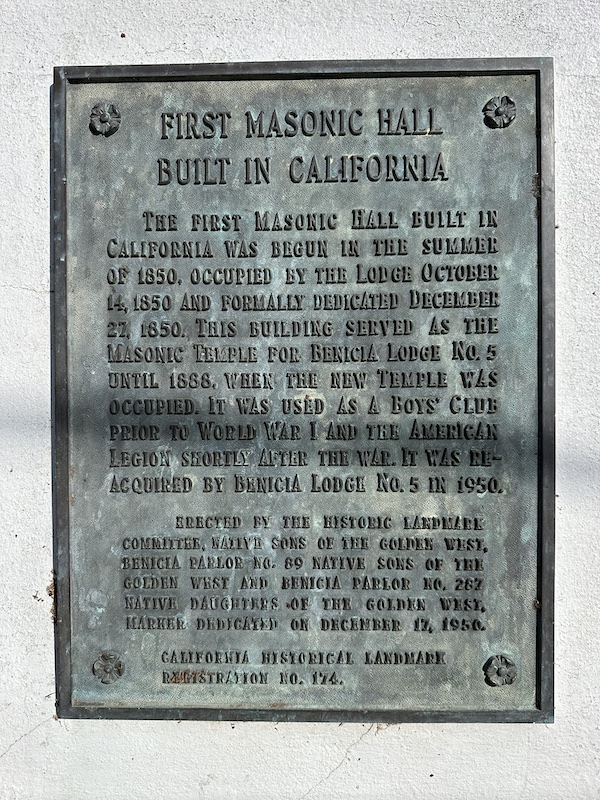 FIRST MASONIC HALL
BUILT IN CALIFORNIA
THE FIRST MASONIC HALL BUILT IN
CALIFORNIA WAS BEGUN IN THE SUMMER
OF 1850, OCCUPIED BY THE LODGE OCTOBER
14, 1850 AND FORMALLY DEDICATED DECEMBER
27, 1850. THIS BUILDING SERVED AS THE
MASONIC TEMPLE FOR BENICIA LODGE NO. 5
UNTIL 1888, WHEN THE NEW TEMPLE WAS
OCCUPIED. IT WAS USED AS A BOYS' CLUB
PRIOR TO WORLD WAR I AND THE AMERICAN
LEGION SHORTLY AFTER THE WAR. IT WAS RE-
ACQUIRED BY BENICIA LODGE NO. 5 IN 1950.
ERECTED BY THE HISTORIC LANDMARK
COMMITTEE, NATIVE SONS OF THE GOLDEN WEST,
BENICIA PARLOR NO. 89 NATIVE SONS OF THE
GOLDEN WEST AND BENICIA PARLOR NO. 287
NATIVE DAUGHTERS OF THE GOLDEN WEST,
MARKER DEDICATED ON DECEMBER 17, 1950.
CALIFORNIA HISTORICAL LANDMARK
REGISTRATION NO. 174.